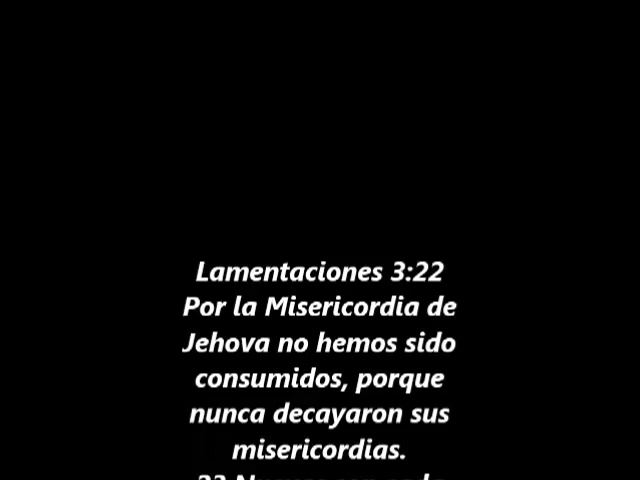 Lamentaciones 3:22
Por la Misericordia de
Jehova no hemos sido
consumidos, porque
nunca decayaron sus
misericordias.